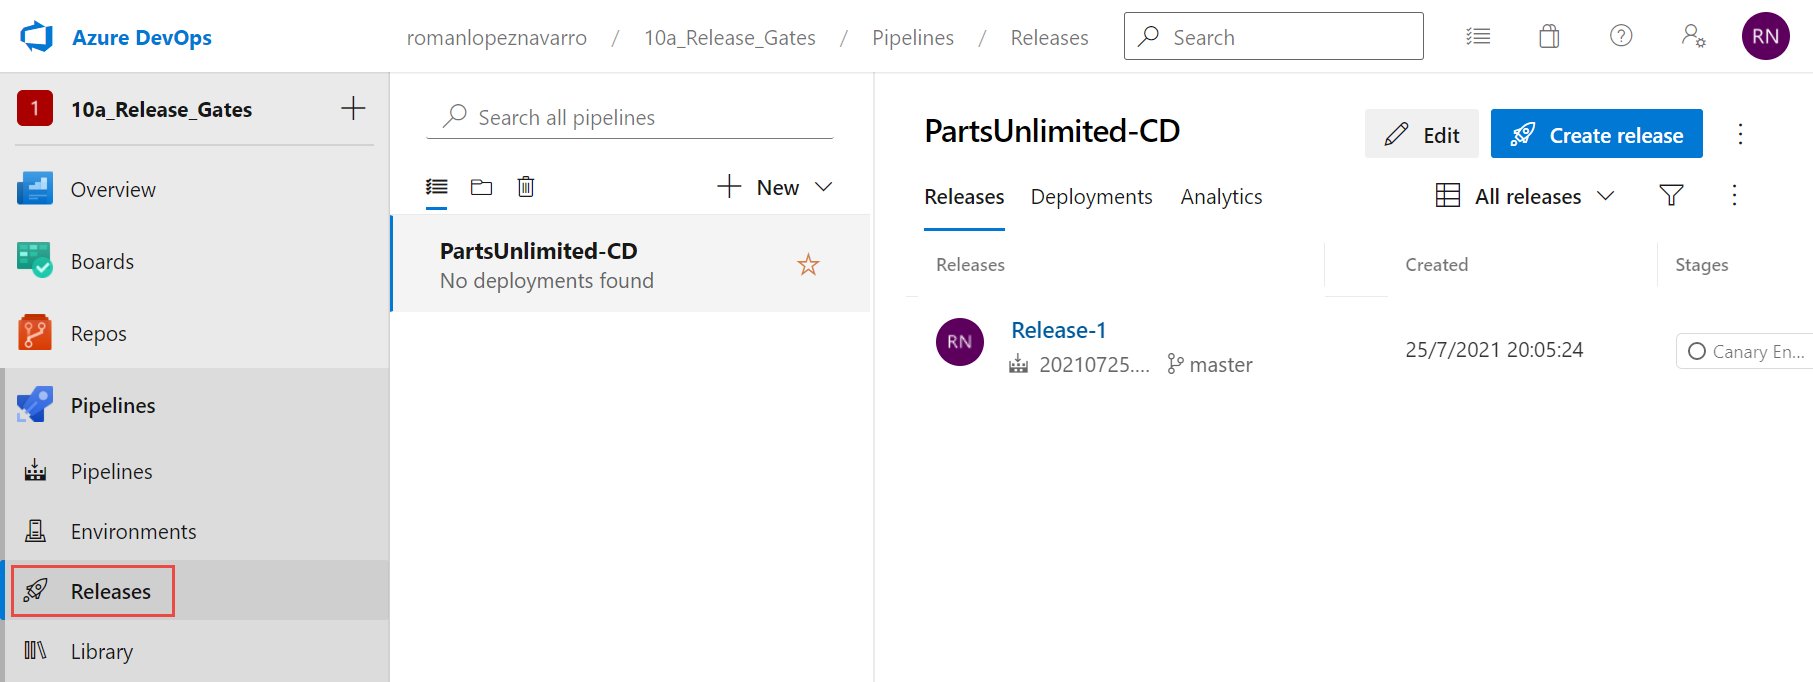 Azure DevOps
romanlopeznavarro / 10a_Release_Gates / Pipelines / Releases
Search
RN
1 10a_Release_Gates
Overview
Boards
Repos
Pipelines
Pipelines
Environments
Releases
Library
Search all pipelines
New
PartsUnlimited-CD
No deployments found
PartsUnlimited-CD
Edit
Create release
Releases Deployments Analytics
All releases
Releases Created Stages
RN
Release-1
20210725.... master
25/7/2021 20:05:24
Canary En...